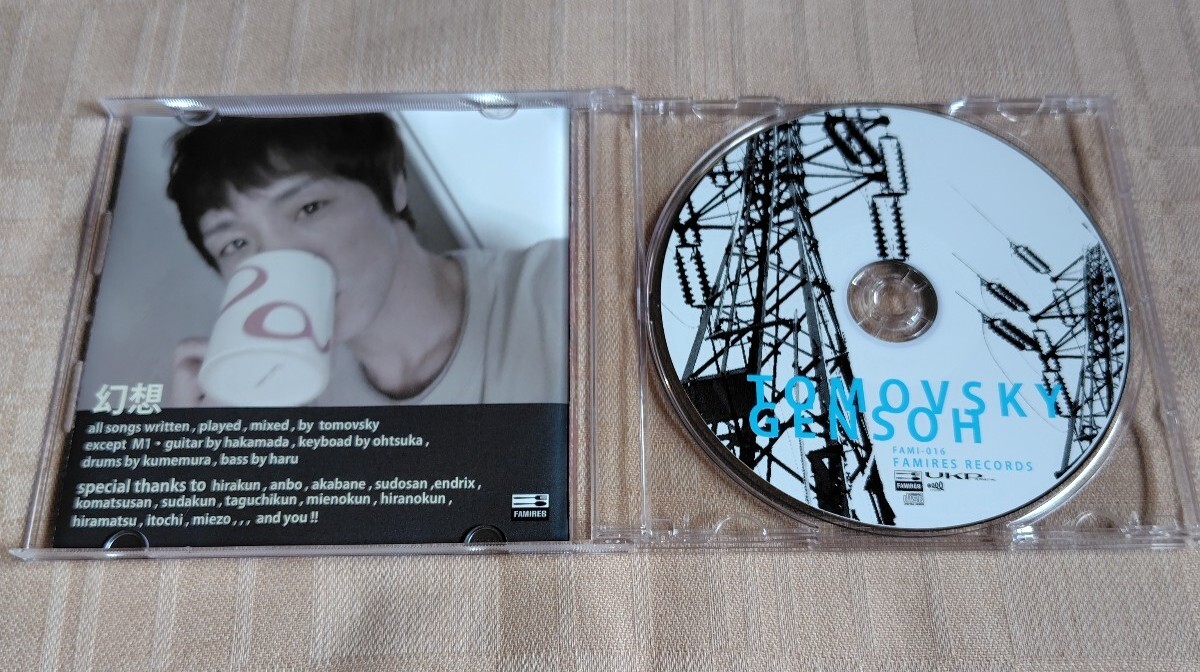 幻想
all songs written , played , mixed , by tomovsky
except M1・guitar by hakamada , keyboad by ohtsuka ,
drums by kumemura , bass by haru
special thanks to hirakun , anbo , akabane , sudosan ,endrix ,
komatsusan , sudakun , taguchikun , mienokun , hiranokun ,
hiramatsu , itochi , miezo , , , and you !!
FAMIRES
TOMOVSKY
GENSOH
FAMI-016
FAMIRES RECORDS
FAMIRES
UKP